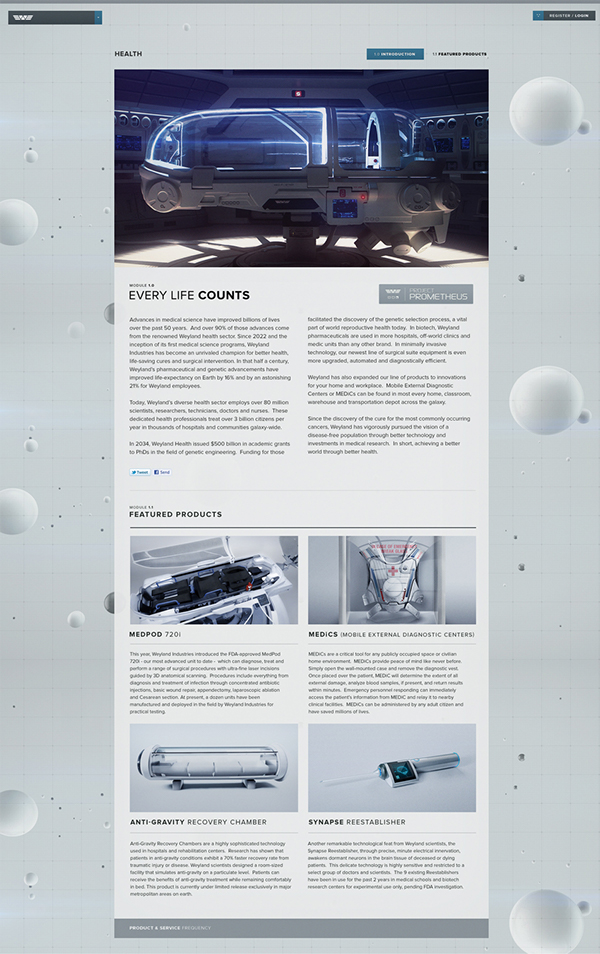 REGISTER / LOGIN
HEALTH
1.0 INTRODUCTION
1.1 FEATURED PRODUCTS
MODULE 1.0
EVERY LIFE COUNTS
PROJECT
PROMETHEUS
Advances in medical science have improved billions of lives
over the past 50 years. And over 90% of those advances come
from the renowned Weyland health sector. Since 2022 and the
inception of its first medical science programs, Weyland
Industries has become an unrivaled champion for better health,
life-saving cures and surgical intervention. In that half a century,
Weyland's pharmaceutical and genetic advancements have
improved life-expectancy on Earth by 16% and by an astonishing
21% for Weyland employees.
Today, Weyland's diverse health sector employs over 80 million
scientists, researchers, technicians, doctors and nurses. These
dedicated health professionals treat over 3 billion citizens per
year in thousands of hospitals and communities galaxy-wide.
In 2034, Weyland Health issued $500 billion in academic grants
to PhDs in the field of genetic engineering. Funding for those
facilitated the discovery of the genetic selection process, a vital
part of world reproductive health today. In biotech, Weyland
pharmaceuticals are used in more hospitals, off-world clinics and
medic units than any other brand. In minimally invasive
technology, our newest line of surgical suite equipment is even
more upgraded, automated and diagnostically efficient.
Weyland has also expanded our line of products to innovations
for your home and workplace. Mobile External Diagnostic
Centers or MEDiCs can be found in most every home, classroom,
warehouse and transportation depot across the galaxy.
Since the discovery of the cure for the most commonly occurring
cancers, Weyland has vigorously pursued the vision of a
disease-free population through better technology and
investments in medical research. In short, achieving a better
world through better health.
Tweet
Send
MODULE 1.1
FEATURED PRODUCTS
MEDPOD 720i
This year, Weyland Industries introduced the FDA-approved MedPod
720i - our most advanced unit to date - which can diagnose, treat and
perform a range of surgical procedures with ultra-fine laser incisions
guided by 3D anatomical scanning. Procedures include everything from
diagnosis and treatment of infection through concentrated antibiotic
injections, basic wound repair, appendectomy, laparoscopic ablation
and Cesarean section. At present, a dozen units have been
manufactured and deployed in the field by Weyland Industries for
practical testing.
MEDiCS (MOBILE EXTERNAL DIAGNOSTIC CENTERS)
MEDiCs are a critical tool for any publicly occupied space or civilian
home environment. MEDiCs provide peace of mind like never before.
Simply open the wall-mounted case and remove the diagnostic vest.
Once placed over the patient, MEDiC will determine the extent of all
external damage, analyze blood samples, if present, and return results
within minutes. Emergency personnel responding can immediately
access the patient's information from MEDiC and relay it to nearby
clinical facilities. MEDiCs can be administered by any adult citizen and
have saved millions of lives.
ANTI-GRAVITY RECOVERY CHAMBER
Anti-Gravity Recovery Chambers are a highly sophisticated technology
used in hospitals and rehabilitation centers. Research has shown that
patients in anti-gravity conditions exhibit a 70% faster recovery rate from
traumatic injury or disease. Weyland scientists designed a room-sized
facility that simulates anti-gravity on a particulate level. Patients can
receive the benefits of anti-gravity treatment while remaining comfortably
in bed. This product is currently under limited release exclusively in major
metropolitan areas on earth.
SYNAPSE REESTABLISHER
Another remarkable technological feat from Weyland scientists, the
Synapse Reestablisher, through precise, minute electrical innervation,
awakens dormant neurons in the brain tissue of deceased or dying
patients. This delicate technology is highly sensitive and restricted to a
select group of doctors and scientists. The 9 existing Reestablishers
have been in use for the past 2 years in medical schools and biotech
research centers for experimental use only, pending FDA investigation.
PRODUCT & SERVICE FREQUENCY